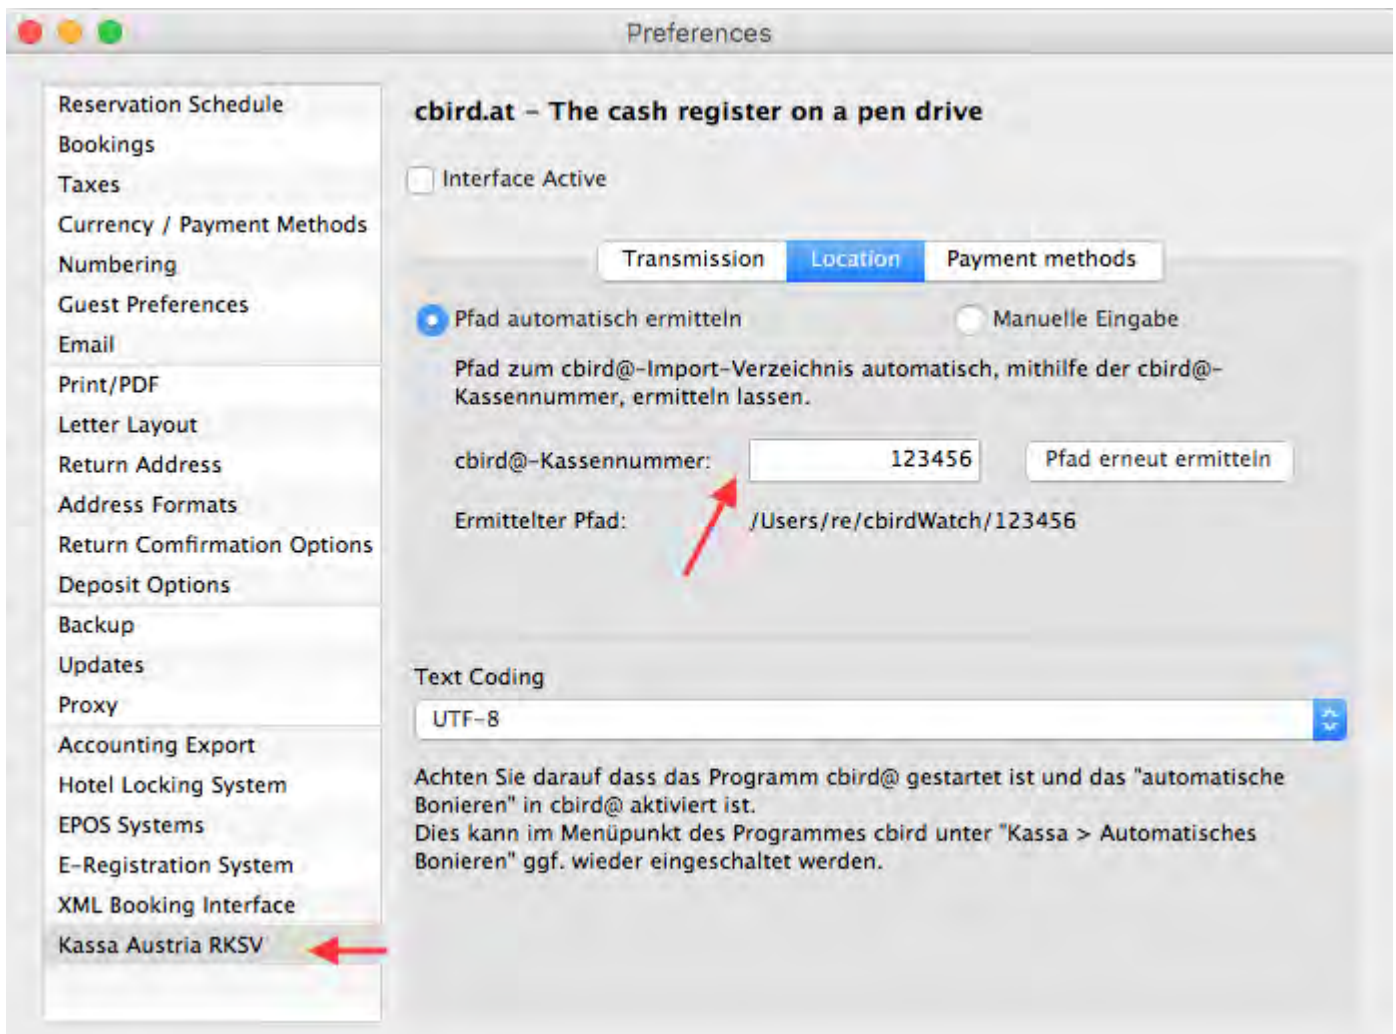 Preferences
Reservation Schedule
Bookings
Taxes
Currency / Payment Methods
Numbering
Guest Preferences
Email
Print/PDF
Letter Layout
Return Address
Address Formats
Return Comfirmation Options
Deposit Options
Backup
Updates
Proxy
Accounting Export
Hotel Locking System
EPOS Systems
E-Registration System
XML Booking Interface
Kassa Austria RKSV
cbird.at - The cash register on a pen drive
Interface Active
Transmission Location Payment methods
Pfad automatisch ermitteln Manuelle Eingabe
Pfad zum cbird@-Import-Verzeichnis automatisch, mithilfe der cbird@-
Kassennummer, ermitteln lassen.
cbird@-Kassennummer: 123456 Pfad erneut ermitteln
Ermittelter Pfad: /Users/re/cbirdWatch/123456
Text Coding
UTF-8
Achten Sie darauf dass das Programm cbird@ gestartet ist und das "automatische
Bonieren" in cbird@ aktiviert ist.
Dies kann im Menüpunkt des Programmes cbird unter "Kassa > Automatisches
Bonieren" ggf. wieder eingeschaltet werden.